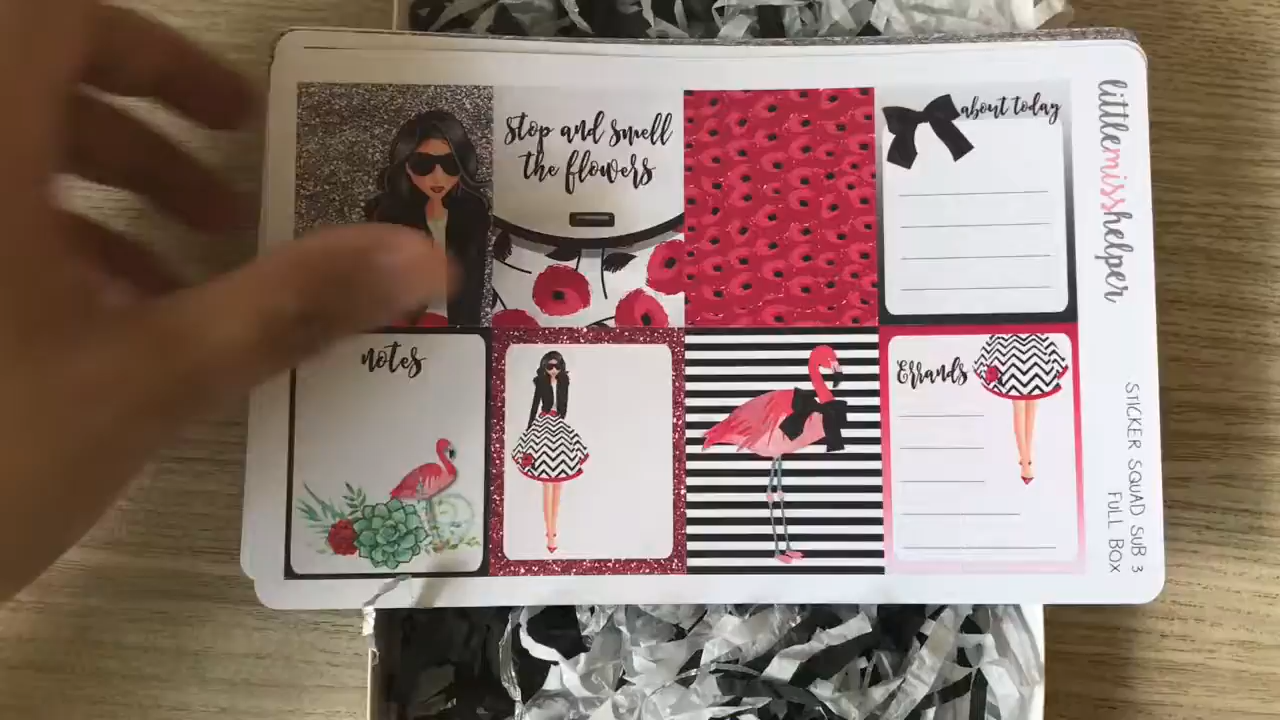 stop and smell
the flowers
about today
notes
Errands
littlemisshelper
STICKER SQUAD SUB 3
FULL BOX